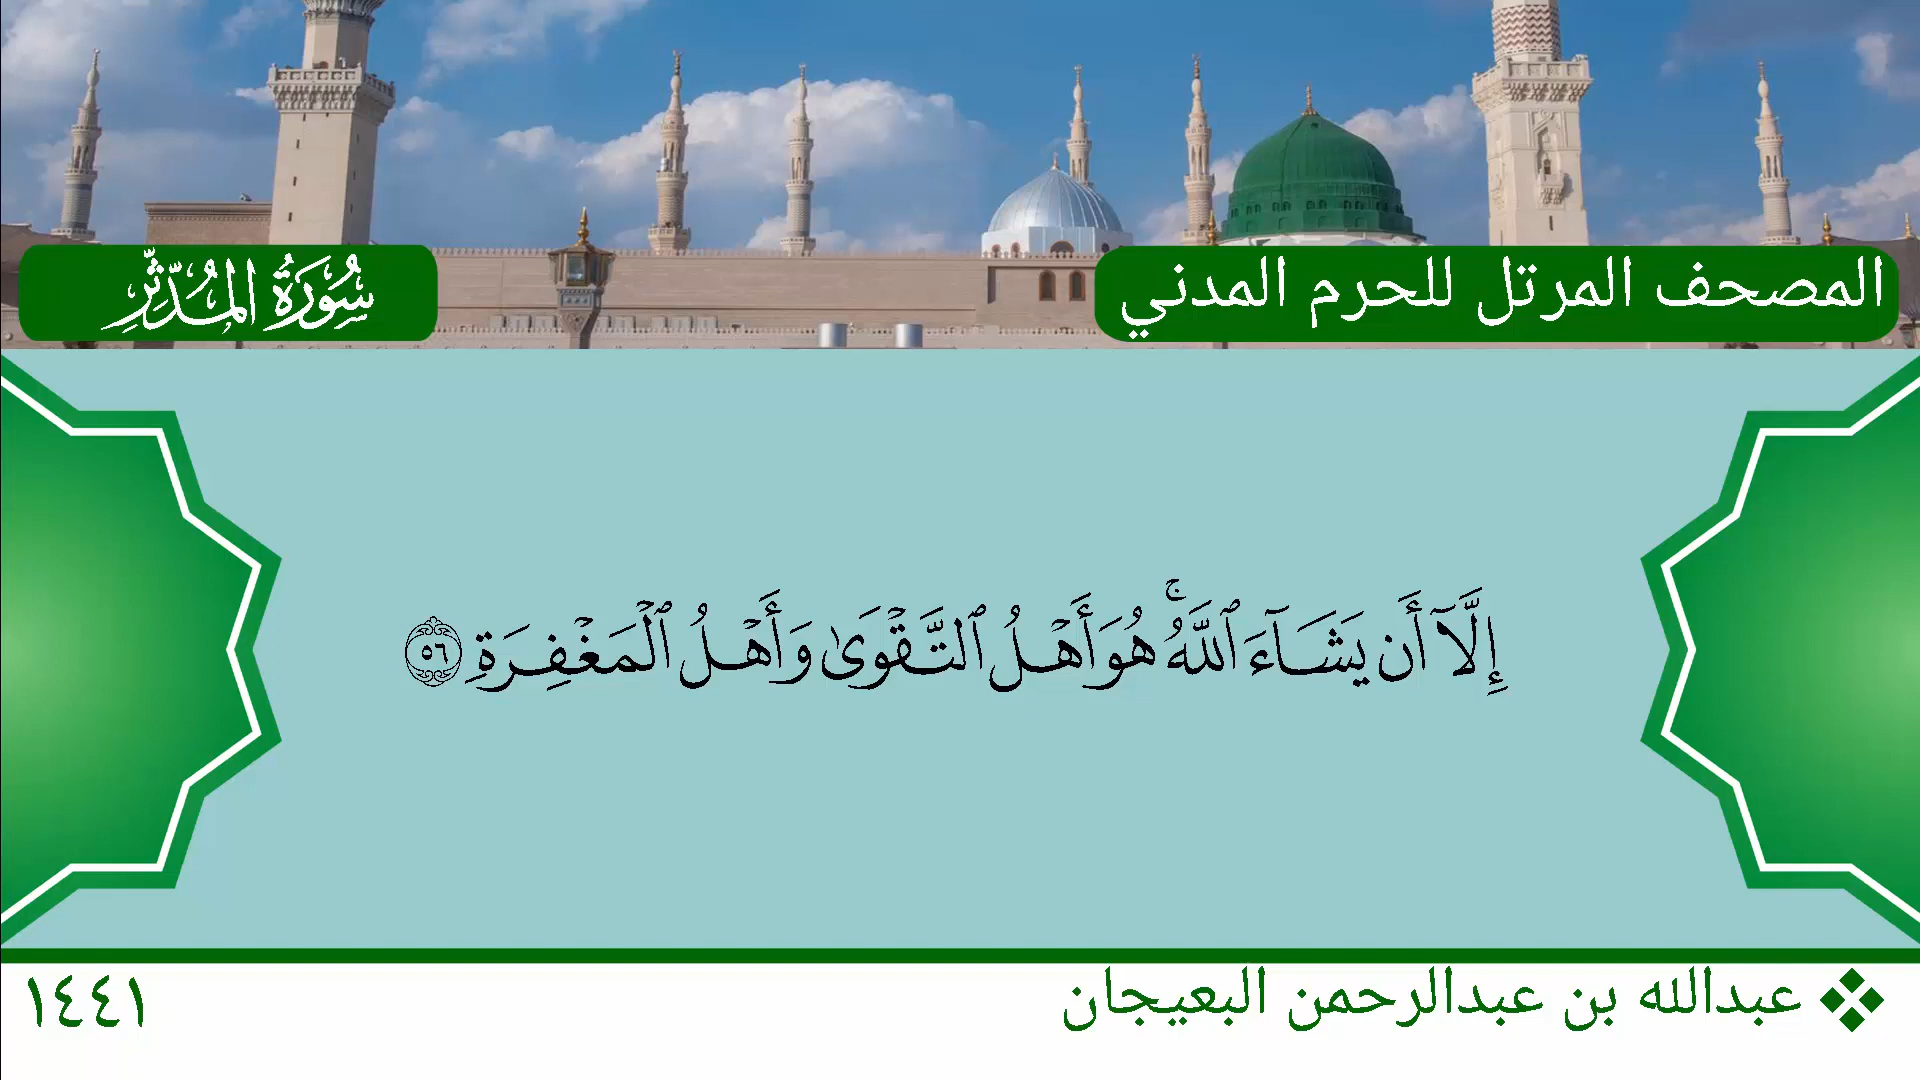 المصحف المرتل للحرم المدني
سُورَةُ المُدَّثِّرِ
إِلَّآ أَن يَشَآءَ ٱللَّهُۚ هُوَ أَهْلُ ٱلتَّقْوَىٰ وَأَهْلُ ٱلْمَغْفِرَةِ ٥٦
عبدالله بن عبدالرحمن البعيجان
١٤٤١